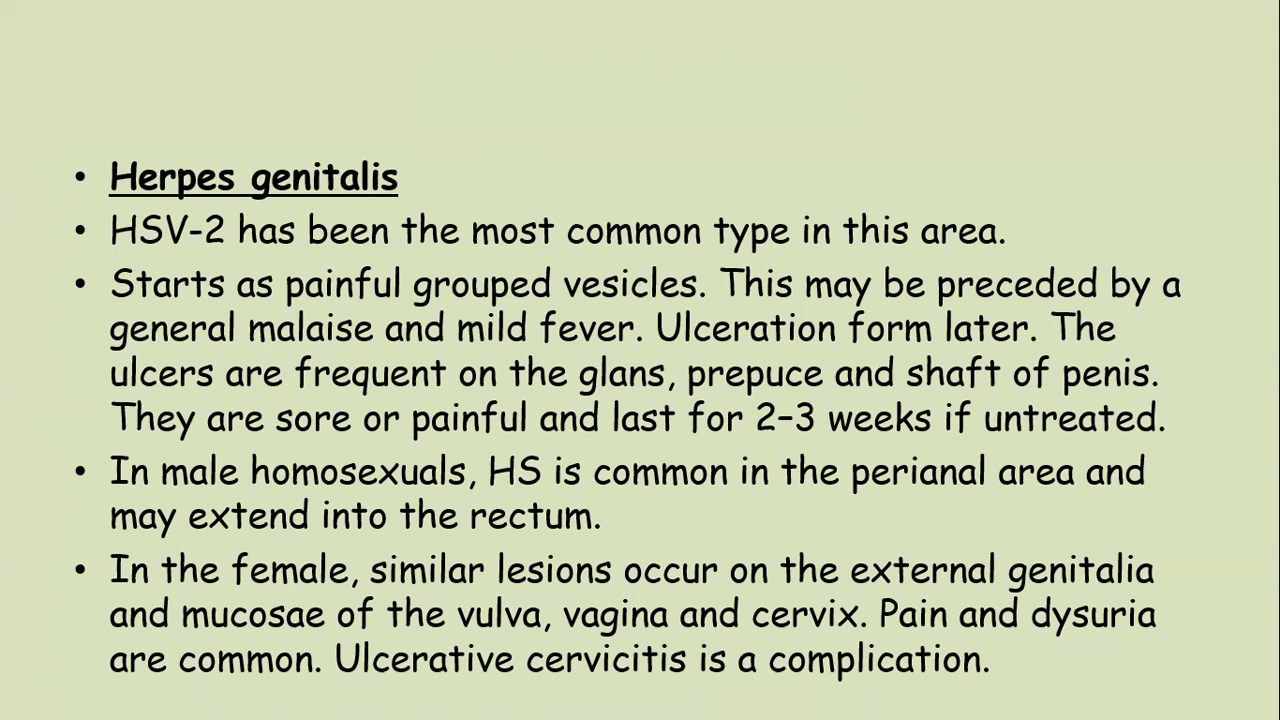 • Herpes genitalis
• HSV-2 has been the most common type in this area.
• Starts as painful grouped vesicles. This may be preceded by a
general malaise and mild fever. Ulceration form later. The
ulcers are frequent on the glans, prepuce and shaft of penis.
They are sore or painful and last for 2–3 weeks if untreated.
• In male homosexuals, HS is common in the perianal area and
may extend into the rectum.
• In the female, similar lesions occur on the external genitalia
and mucosae of the vulva, vagina and cervix. Pain and dysuria
are common. Ulcerative cervicitis is a complication.